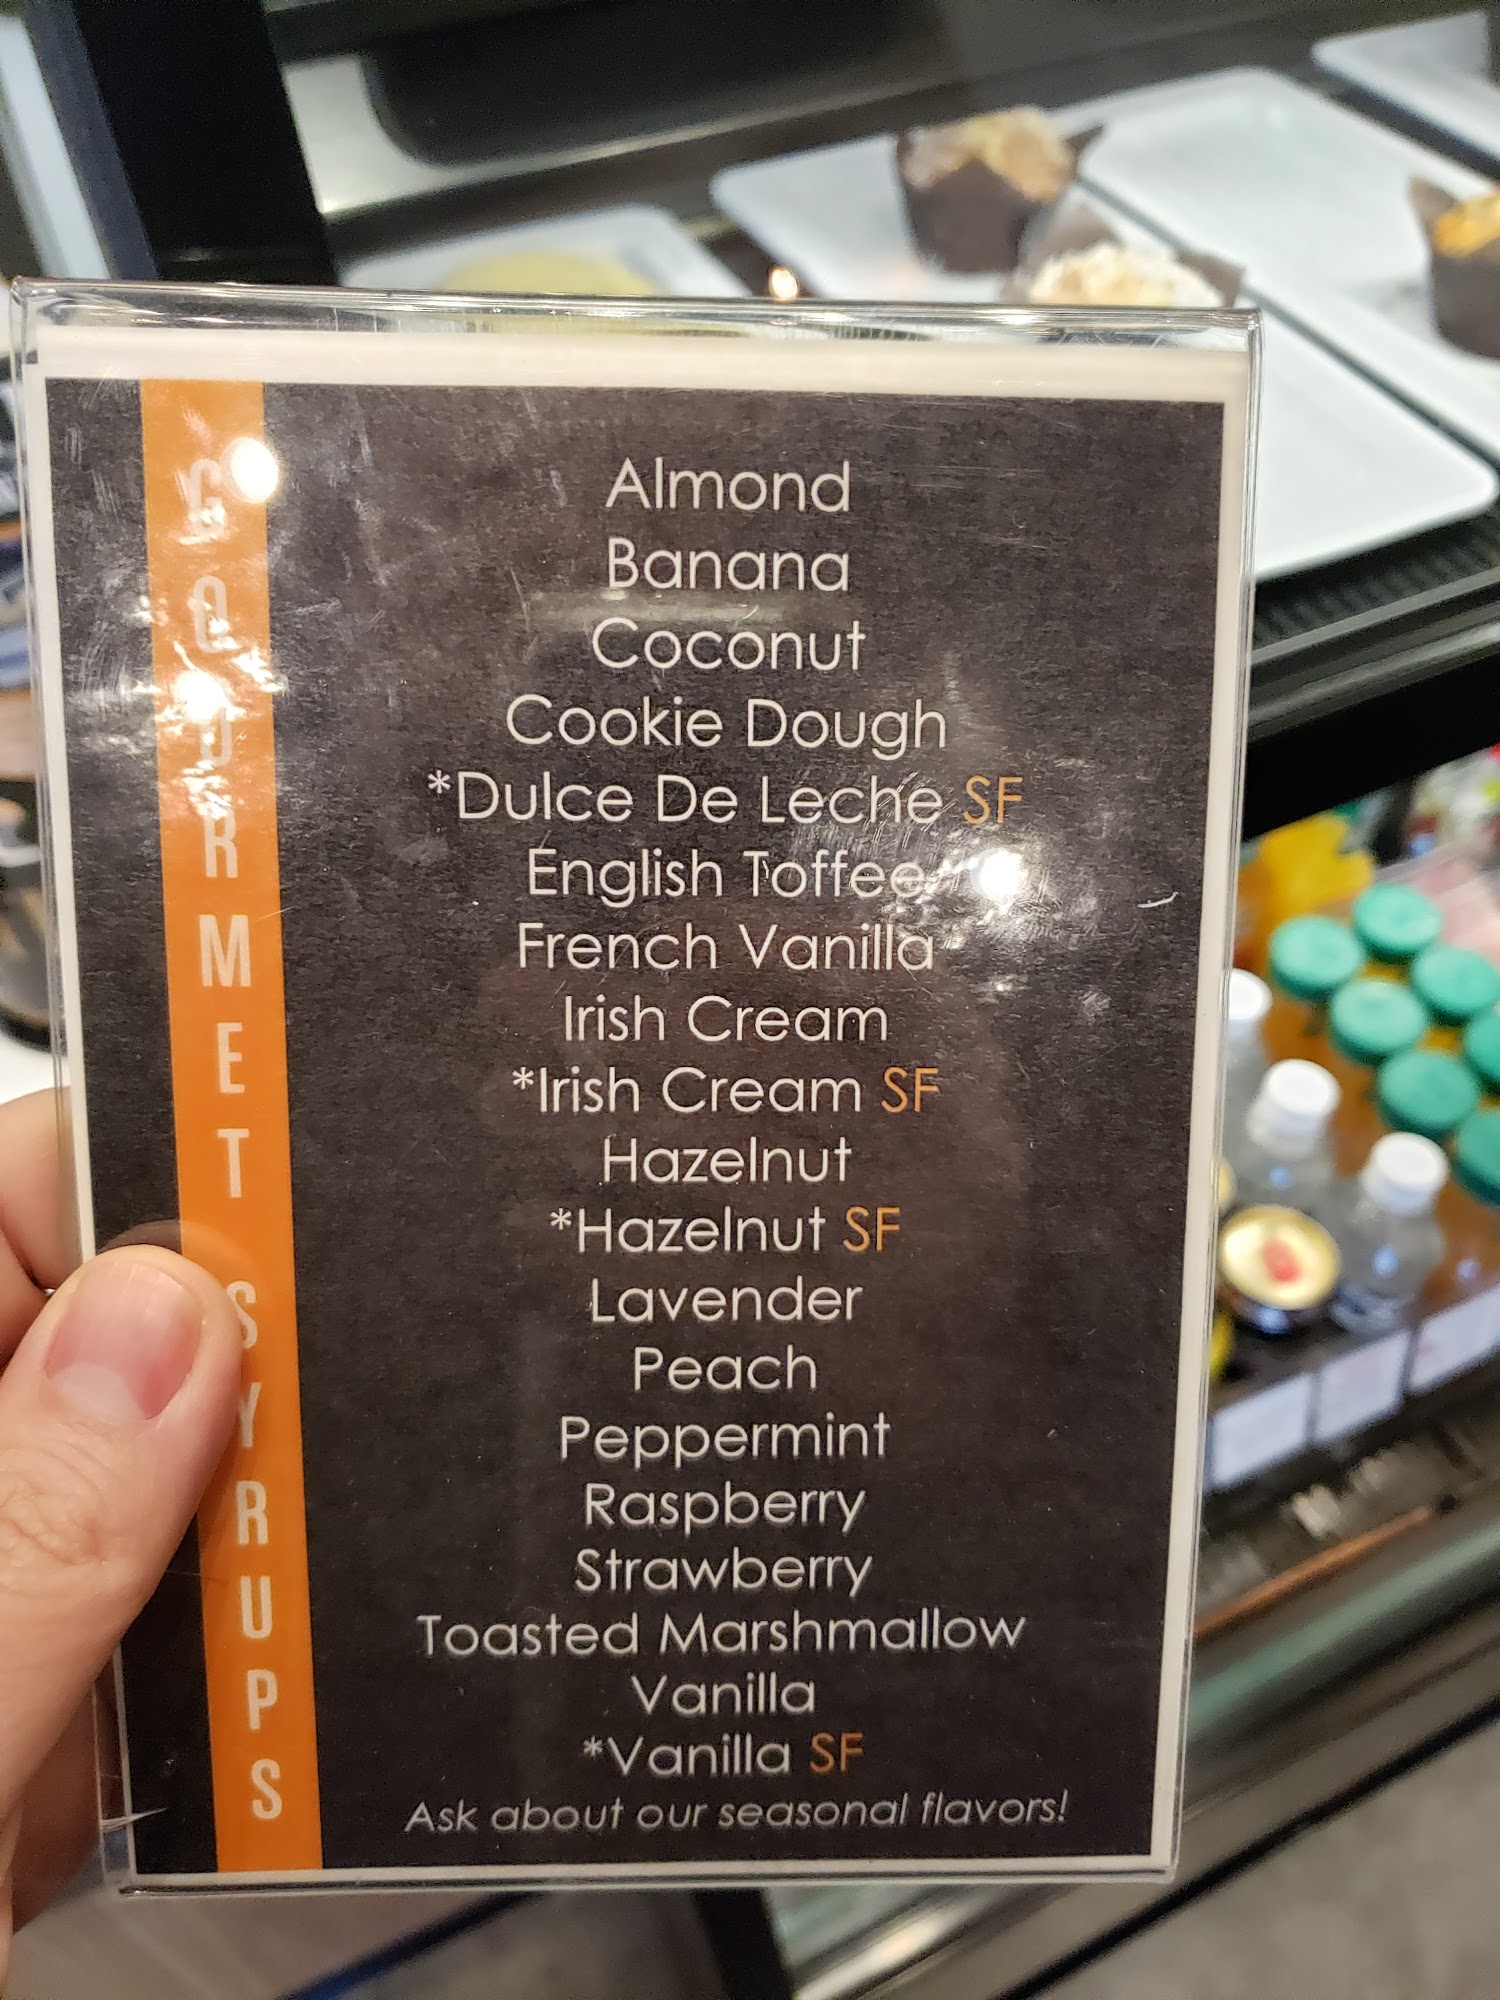 GOURMET SYRUPS
Almond
Banana
Coconut
Cookie Dough
*Dulce De Leche SF
English Toffee
French Vanilla
Irish Cream
*Irish Cream SF
Hazelnut
*Hazelnut SF
Lavender
Peach
Peppermint
Raspberry
Strawberry
Toasted Marshmallow
Vanilla
*Vanilla SF
Ask about our seasonal flavors!